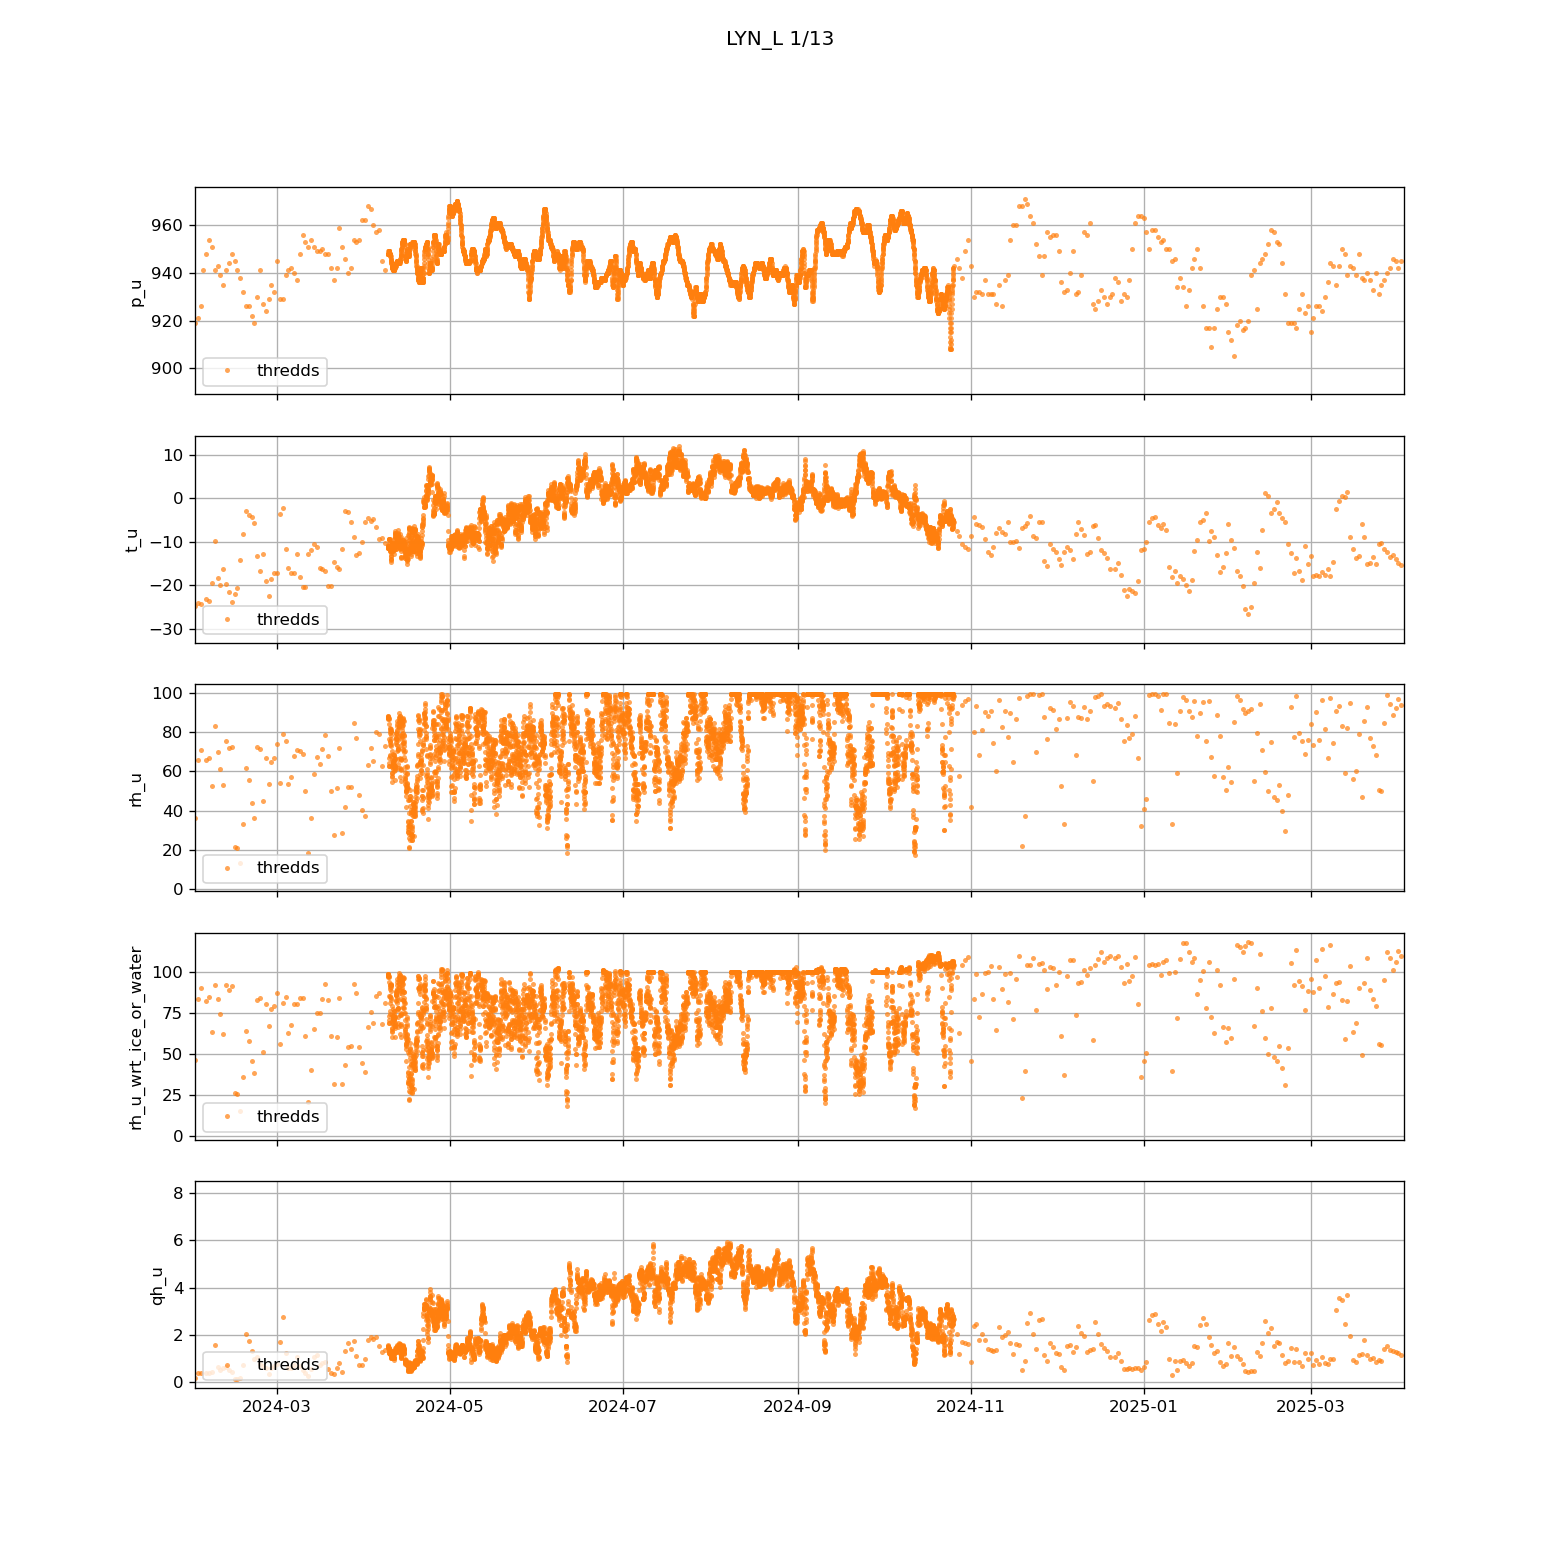 LYN_L 1/13
960
940
920
900
p_u
thredds
10
0
−10
−20
−30
t_u
thredds
100
80
60
40
20
0
rh_u
thredds
100
75
50
25
0
rh_u_wrt_ice_or_water
thredds
8
6
4
2
0
qh_u
thredds
2024-03 2024-05 2024-07 2024-09 2024-11 2025-01 2025-03